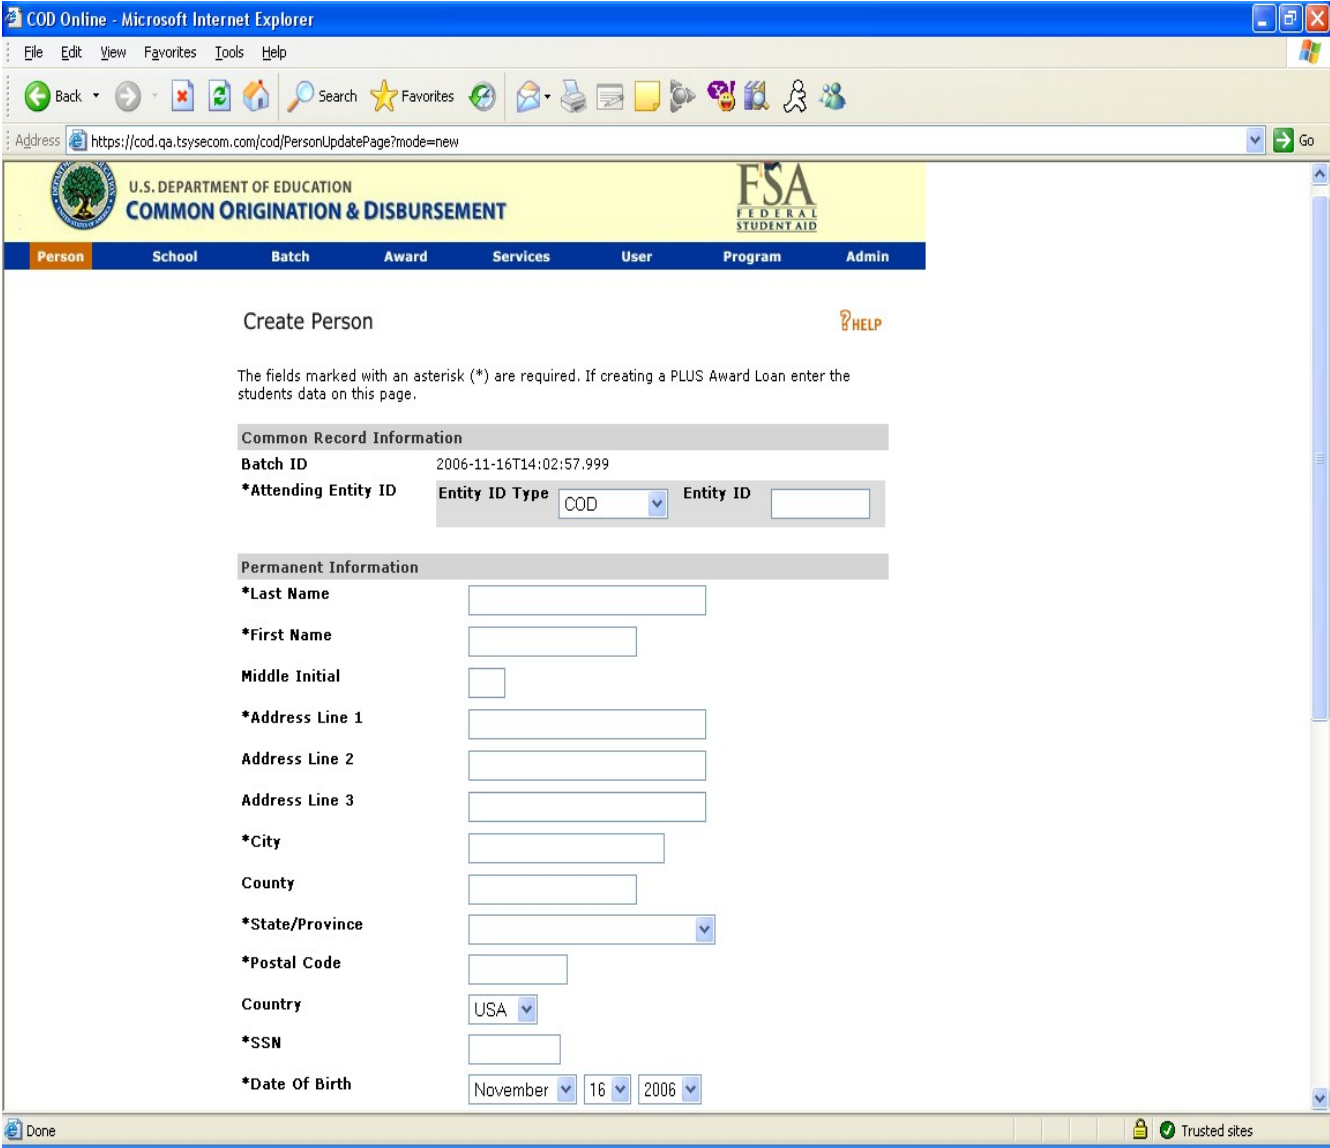 COD Online - Microsoft Internet Explorer
File Edit View Favorites Tools Help
Back Search Favorites
Address https://cod.qa.tsysecom.com/cod/PersonUpdatePage?mode=new Go
U.S. DEPARTMENT OF EDUCATION
COMMON ORIGINATION & DISBURSEMENT
FSA
FEDERAL
STUDENT AID
Person School Batch Award Services User Program Admin
Create Person
? HELP
The fields marked with an asterisk (*) are required. If creating a PLUS Award Loan enter the
students data on this page.
Common Record Information
Batch ID 2006-11-16T14:02:57.999
*Attending Entity ID Entity ID Type COD Entity ID
Permanent Information
*Last Name
*First Name
Middle Initial
*Address Line 1
Address Line 2
Address Line 3
*City
County
*State/Province
*Postal Code
Country USA
*SSN
*Date Of Birth November 16 2006
Done Trusted sites